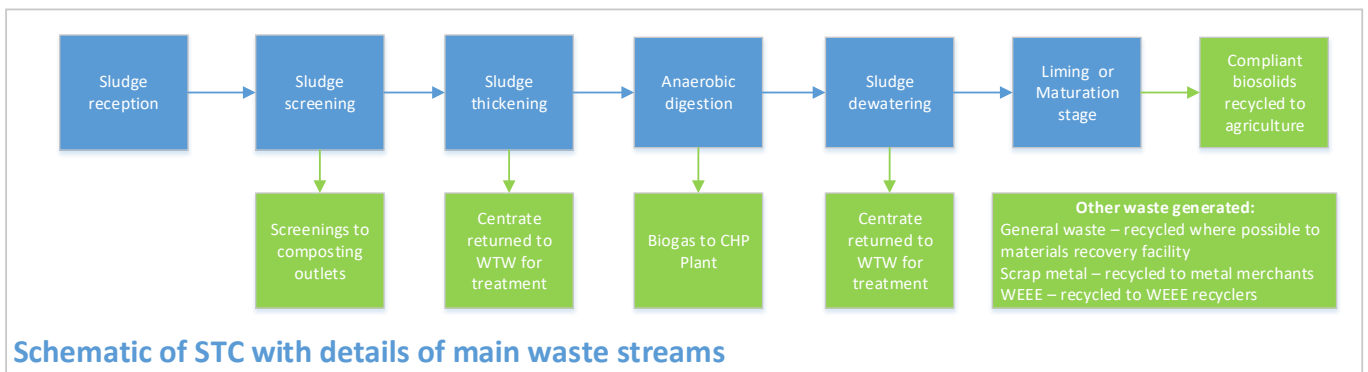 Sludge
reception
Sludge
screening
Sludge
thickening
Anaerobic
digestion
Sludge
dewatering
Liming or
Maturation
stage
Compliant
biosolids
recycled to
agriculture
Screenings to
composting
outlets
Centrate
returned to
WTW for
treatment
Biogas to CHP
Plant
Centrate
returned to
WTW for
treatment
Other waste generated:
General waste – recycled where possible to
materials recovery facility
Scrap metal – recycled to metal merchants
WEEE – recycled to WEEE recyclers
Schematic of STC with details of main waste streams